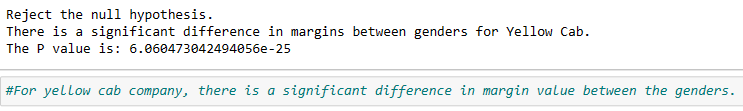 Reject the null hypothesis.
There is a significant difference in margins between genders for Yellow Cab.
The P value is: 6.060473042494056e-25
#For yellow cab company, there is a significant difference in margin value between the genders.